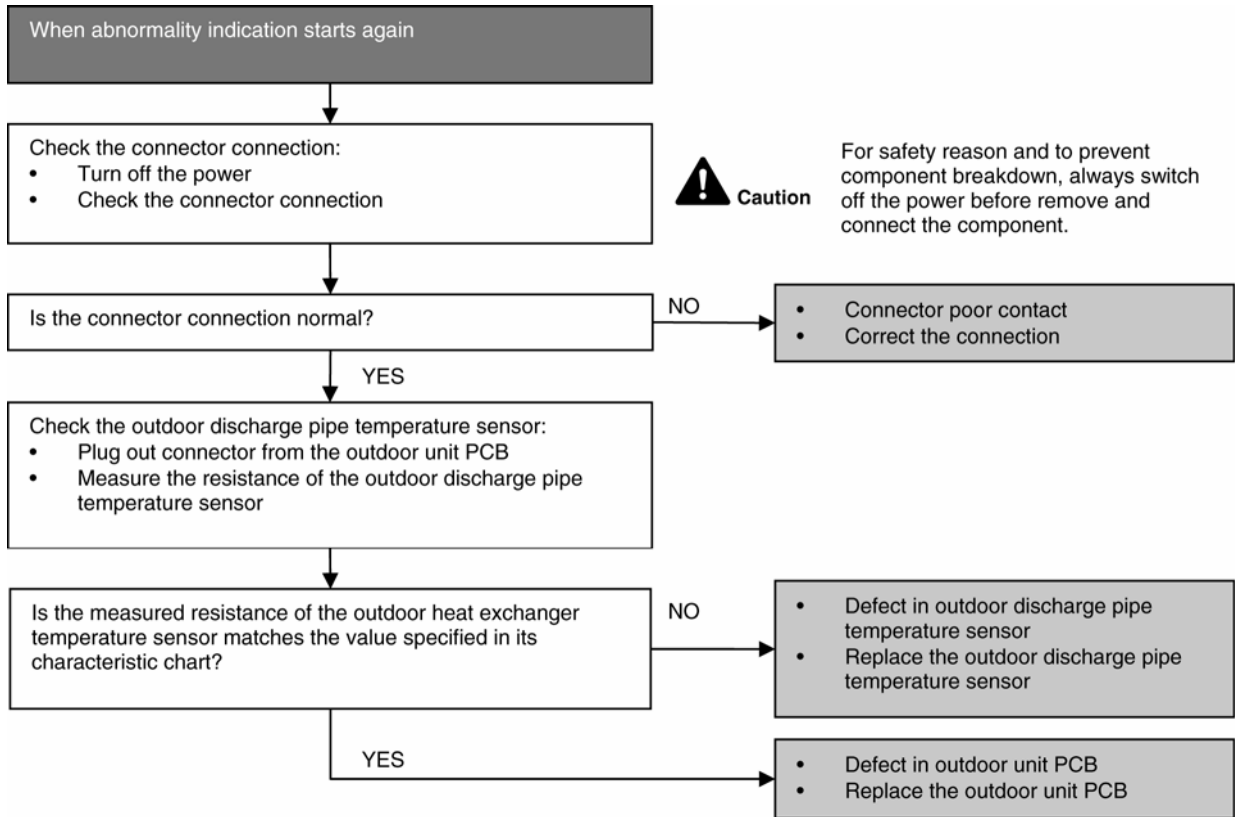 When abnormality indication starts again
Check the connector connection:
• Turn off the power
• Check the connector connection
Caution
For safety reason and to prevent
component breakdown, always switch
off the power before remove and
connect the component.
Is the connector connection normal?
NO
• Connector poor contact
• Correct the connection
YES
Check the outdoor discharge pipe temperature sensor:
• Plug out connector from the outdoor unit PCB
• Measure the resistance of the outdoor discharge pipe
temperature sensor
Is the measured resistance of the outdoor heat exchanger
temperature sensor matches the value specified in its
characteristic chart?
NO
• Defect in outdoor discharge pipe
temperature sensor
• Replace the outdoor discharge pipe
temperature sensor
YES
• Defect in outdoor unit PCB
• Replace the outdoor unit PCB